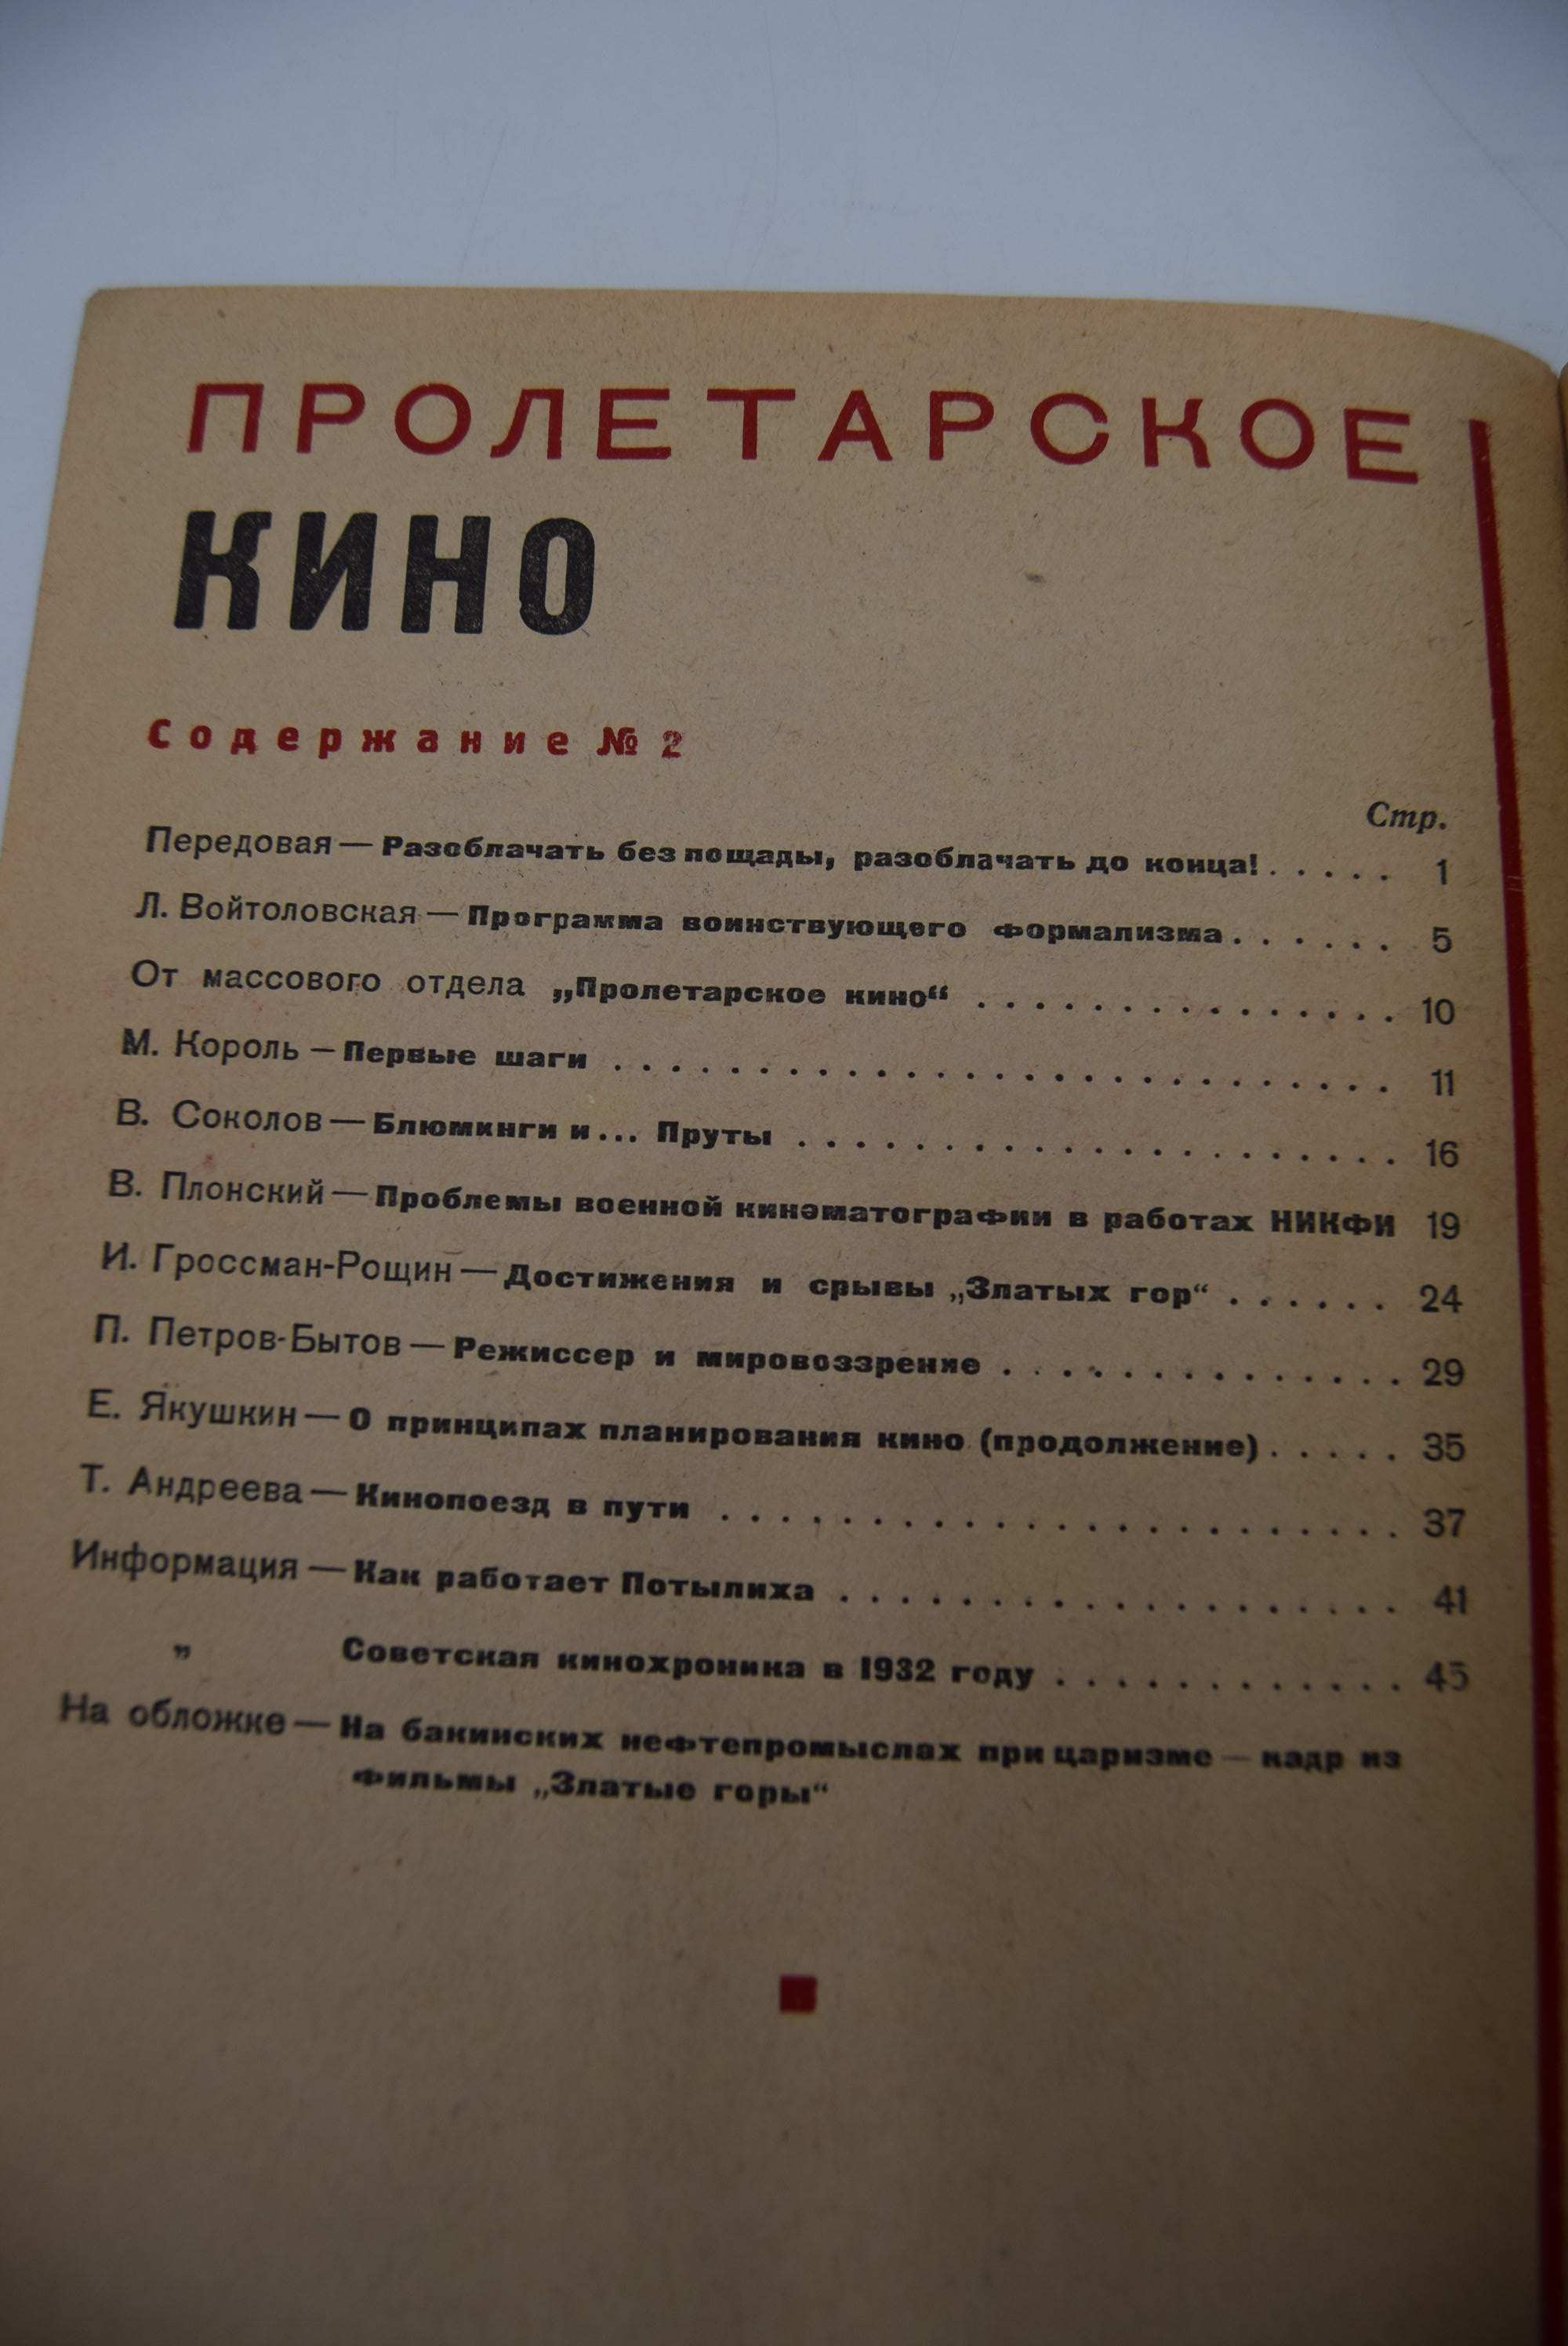 ПРОЛЕТАРСКОЕ
КИНО
Содержание № 2
Стр.
Передовая — Разоблачать без пощады, разоблачать до конца! . . . . . 1
Л. Войтоловская — Программа воинствующего формализма . . . . . . 5
От массового отдела „Пролетарское кино“ . . . . . . . . . . . . . . . 10
М. Король — Первые шаги . . . . . . . . . . . . . . . . . . . . . . . . . . . 11
В. Соколов — Блюминги и... Пруты . . . . . . . . . . . . . . . . . . . . . 16
В. Плонский — Проблемы военной кинэматографии в работах НИКФИ 19
И. Гроссман-Рощин — Достижения и срывы „Златых гор“ . . . . . . 24
П. Петров-Бытов — Режиссер и мировоззрение . . . . . . . . . . . . . . 29
Е. Якушкин — О принципах планирования кино (продолжение) . . . . . 35
Т. Андреева — Кинопоезд в пути . . . . . . . . . . . . . . . . . . . . . . . 37
Информация — Как работает Потылиха . . . . . . . . . . . . . . . . . . . 41
„ Советская кинохроника в 1932 году . . . . . . . . . . . . 45
На обложке — На бакинских нефтепромыслах при царизме — кадр из
фильмы „Златые горы“